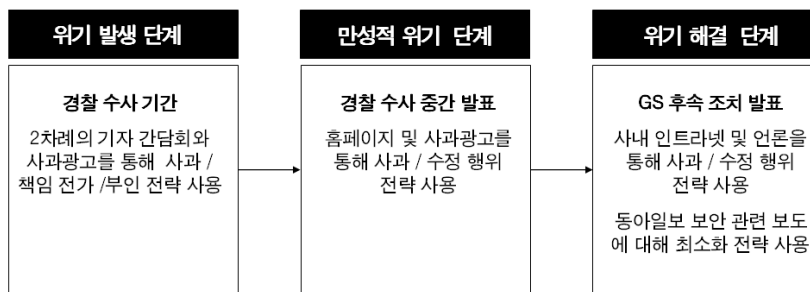 위기 발생 단계
경찰 수사 기간
2차례의 기자 간담회와
사과광고를 통해 사과 /
책임 전가 /부인 전략 사용
만성적 위기 단계
경찰 수사 중간 발표
홈페이지 및 사과광고를
통해 사과 / 수정 행위
전략 사용
위기 해결 단계
GS 후속 조치 발표
사내 인트라넷 및 언론을
통해 사과 / 수정 행위
전략 사용
동아일보 보안 관련 보도
에 대해 최소화 전략 사용